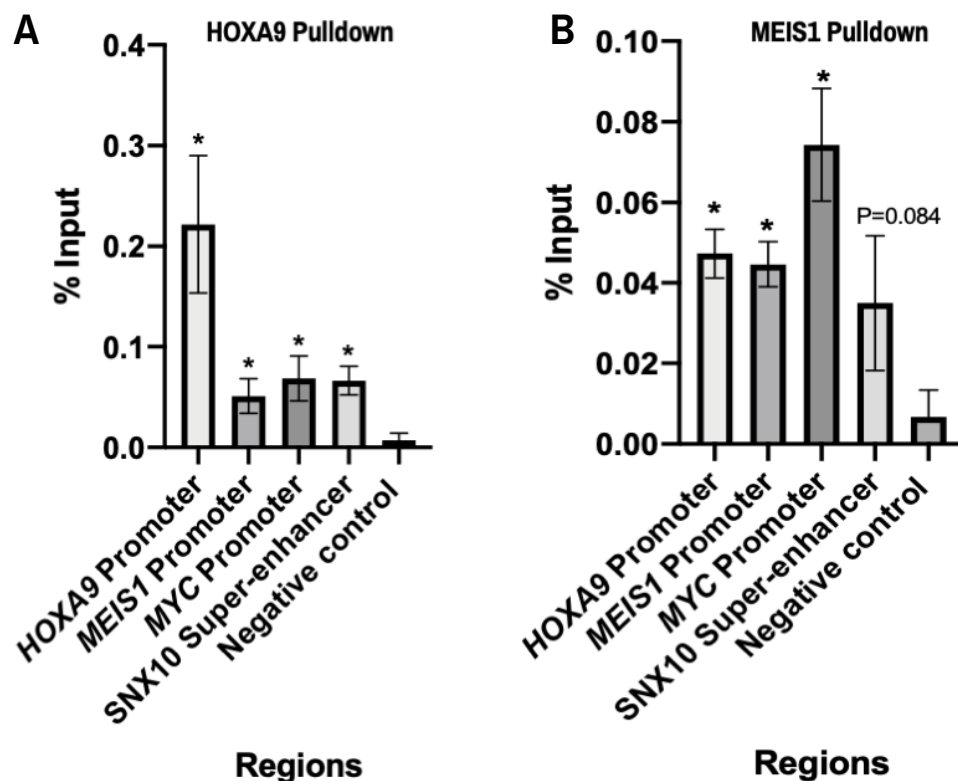 A
HOXA9 Pulldown
0.4
0.3
0.2
0.1
0.0
% Input
*
*
*
*
HOXA9 Promoter
MEIS1 Promoter
MYC Promoter
SNX10 Super-enhancer
Negative control
Regions
B
MEIS1 Pulldown
0.10
0.08
0.06
0.04
0.02
0.00
% Input
*
*
*
P=0.084
HOXA9 Promoter
MEIS1 Promoter
MYC Promoter
SNX10 Super-enhancer
Negative control
Regions